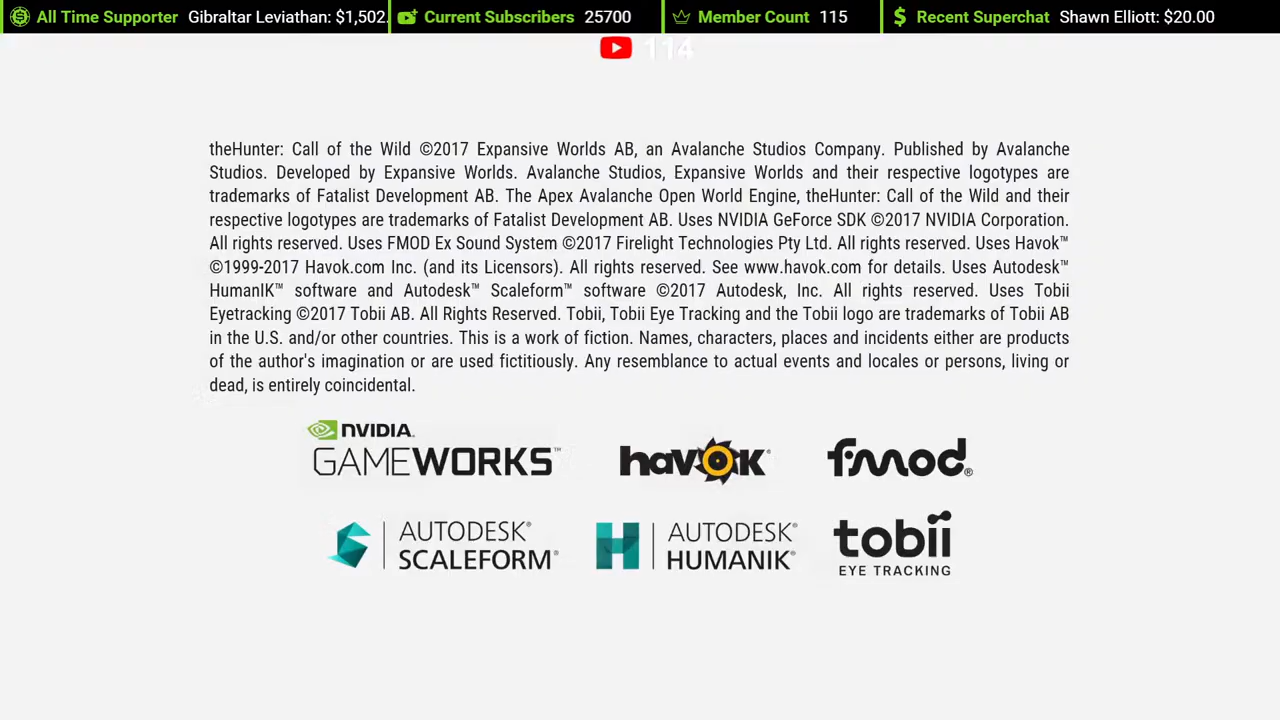 All Time Supporter Gibraltar Leviathan: $1,502. Current Subscribers 25700 Member Count 115 Recent Superchat Shawn Elliott: $20.00
114
theHunter: Call of the Wild ©2017 Expansive Worlds AB, an Avalanche Studios Company. Published by Avalanche
Studios. Developed by Expansive Worlds. Avalanche Studios, Expansive Worlds and their respective logotypes are
trademarks of Fatalist Development AB. The Apex Avalanche Open World Engine, theHunter: Call of the Wild and their
respective logotypes are trademarks of Fatalist Development AB. Uses NVIDIA GeForce SDK ©2017 NVIDIA Corporation.
All rights reserved. Uses FMOD Ex Sound System ©2017 Firelight Technologies Pty Ltd. All rights reserved. Uses Havok™
©1999-2017 Havok.com Inc. (and its Licensors). All rights reserved. See www.havok.com for details. Uses Autodesk™
HumanIK™ software and Autodesk™ Scaleform™ software ©2017 Autodesk, Inc. All rights reserved. Uses Tobii
Eyetracking ©2017 Tobii AB. All Rights Reserved. Tobii, Tobii Eye Tracking and the Tobii logo are trademarks of Tobii AB
in the U.S. and/or other countries. This is a work of fiction. Names, characters, places and incidents either are products
of the author's imagination or are used fictitiously. Any resemblance to actual events and locales or persons, living or
dead, is entirely coincidental.
NVIDIA.
GAMEWORKS™ havok® fmod®
AUTODESK® AUTODESK® tobii
SCALEFORM® HUMANIK® EYE TRACKING